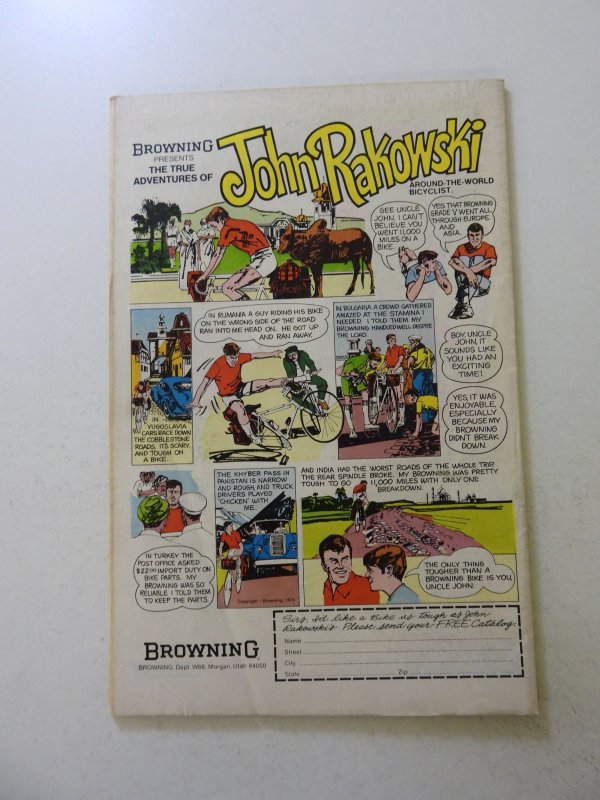 BROWNING
PRESENTS
THE TRUE
ADVENTURES OF
John Rakowski
AROUND-THE-WORLD
BICYCLIST.
GEE UNCLE
JOHN, I CAN'T
BELIEVE YOU
WENT 11,000
MILES ON A
BIKE.
YES THAT BROWNING
GRADE V WENT ALL
THROUGH EUROPE
AND
ASIA.
IN
YUGOSLAVIA
CARS RACE DOWN
THE COBBLESTONE
ROADS. ITS SCARY
AND TOUGH ON
A BIKE.
IN RUMANIA A GUY RIDING HIS BIKE
ON THE WRONG SIDE OF THE ROAD
RAN INTO ME HEAD ON. HE GOT UP
AND RAN AWAY.
IN BULGARIA A CROWD GATHERED
AMAZED AT THE STAMINA I
NEEDED. I TOLD THEM MY
BROWNING HANDLED WELL DESPITE
THE LOAD.
BOY, UNCLE
JOHN, IT
SOUNDS LIKE
YOU HAD AN
EXCITING
TIME!
YES, IT WAS
ENJOYABLE,
ESPECIALLY
BECAUSE MY
BROWNING
DIDN'T BREAK
DOWN.
IN TURKEY THE
POST OFFICE ASKED
$22.00 IMPORT DUTY ON
BIKE PARTS. MY
BROWNING WAS SO
RELIABLE I TOLD THEM
TO KEEP THE PARTS.
THE KHYBER PASS IN
PAKISTAN IS NARROW
AND ROUGH, AND TRUCK
DRIVERS PLAYED
'CHICKEN' WITH
ME.
Copyright - Browning, 1975
AND INDIA HAD THE WORST ROADS OF THE WHOLE TRIP.
THE REAR SPINDLE BROKE. MY BROWNING WAS PRETTY
TOUGH TO GO 11,000 MILES WITH ONLY ONE
BREAKDOWN.
THE ONLY THING
TOUGHER THAN A
BROWNING BIKE IS YOU,
UNCLE JOHN.
BROWNING
BROWNING, Dept. W68, Morgan, Utah 84050
Sirs, I'd like a Bike as tough as John
Rakowski's. Please send your FREE Catalog.
Name
Street
City
State Zip